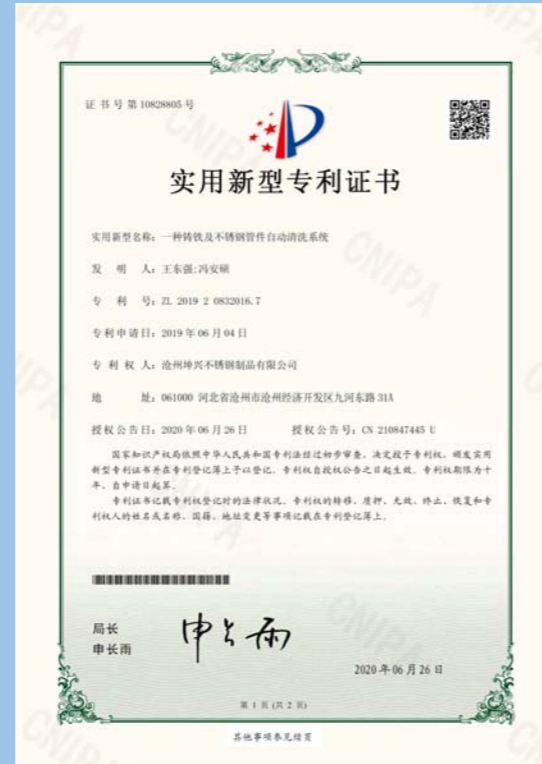 证书号第10828805号
实用新型专利证书
实用新型名称：一种铸铁及不锈钢管件自动清洗系统
发 明 人：王东强;冯安硕
专 利 号：ZL 2019 2 0832016.7
专利申请日：2019年06月04日
专 利 权 人：沧州坤兴不锈钢制品有限公司
地 址：061000 河北省沧州市沧州经济开发区九河东路31A
授权公告日：2020年06月26日 授权公告号：CN 210847445 U
国家知识产权局依照中华人民共和国专利法经过初步审查，决定授予专利权，颁发实用
新型专利证书并在专利登记簿上予以登记。专利权自授权公告之日起生效。专利权期限为十
年，自申请日起算。
专利证书记载专利权登记时的法律状况。专利权的转移、质押、无效、终止、恢复和专
利权人的姓名或名称、国籍、地址变更等事项记载在专利登记簿上。
局长
申长雨
申长雨
2020年06月26日
第 1 页 (共 2 页)
其他事项参见续页
CNIPA
CNIPA
CNIPA
CNIPA